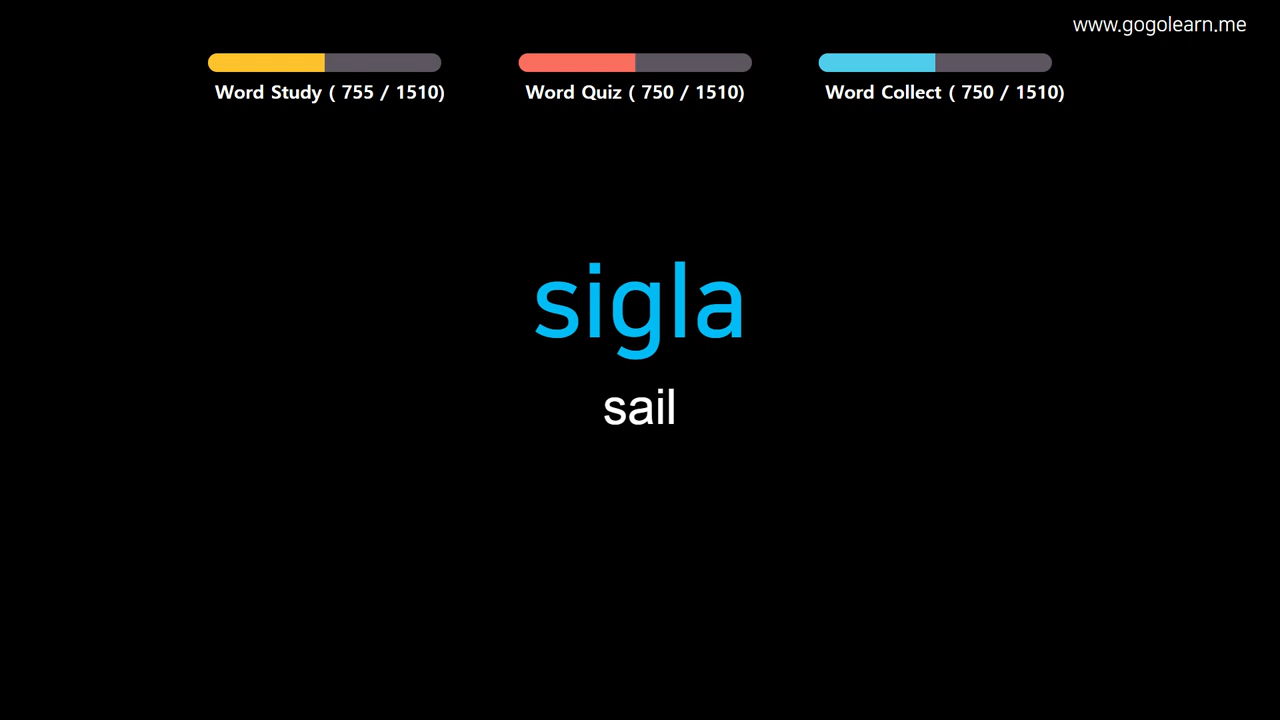 www.gogolearn.me
Word Study ( 755 / 1510)
Word Quiz ( 750 / 1510)
Word Collect ( 750 / 1510)
sigla
sail